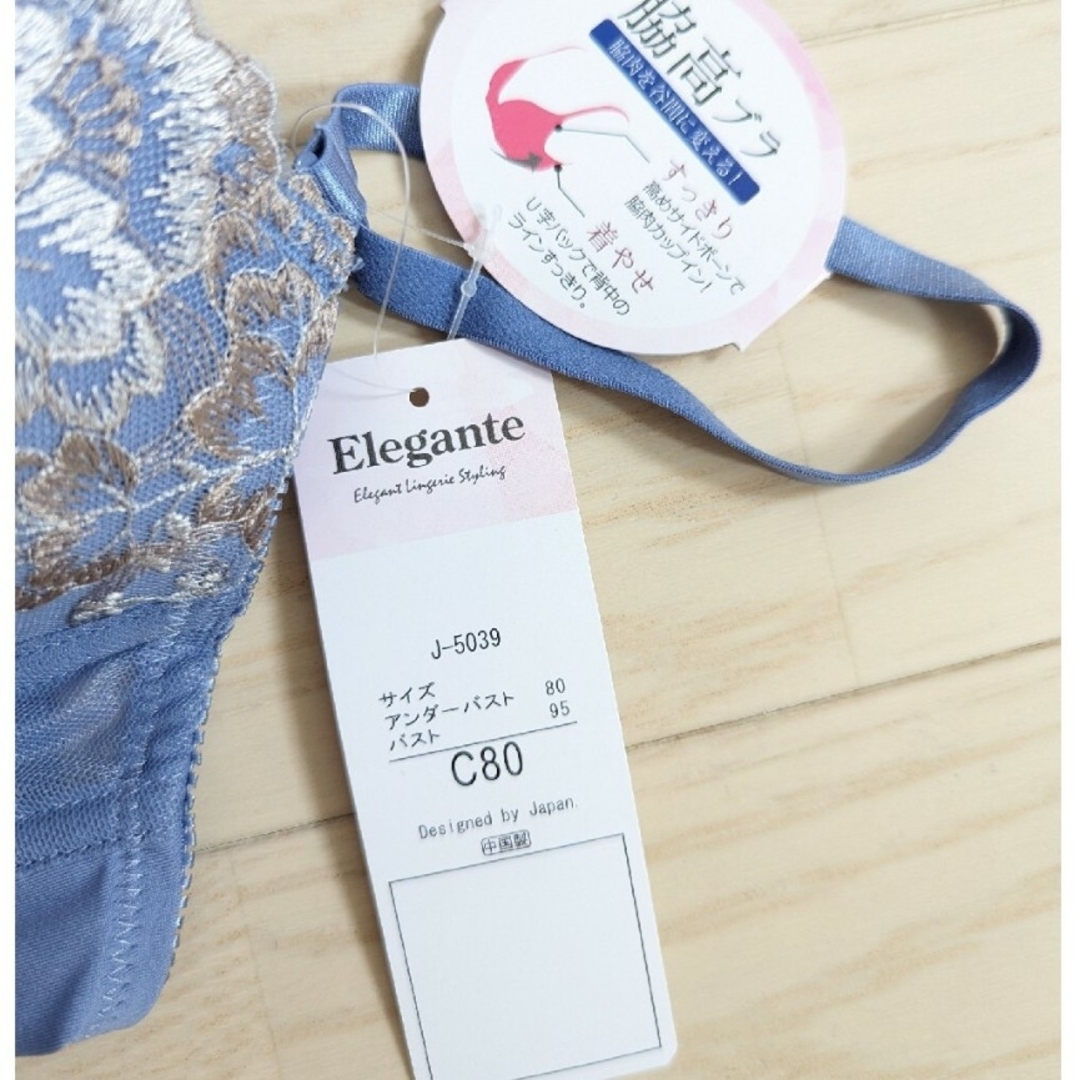 脇高ブラ
脇肉を谷間に変える!
すっきり
高めサイドボーンで
脇肉カップイン!
着やせ
U字バックで背中の
ラインすっきり。
Elegante
Elegant Lingerie Styling
J-5039
サイズ
アンダーバスト 80
バスト 95
C80
Designed by Japan.
中国製